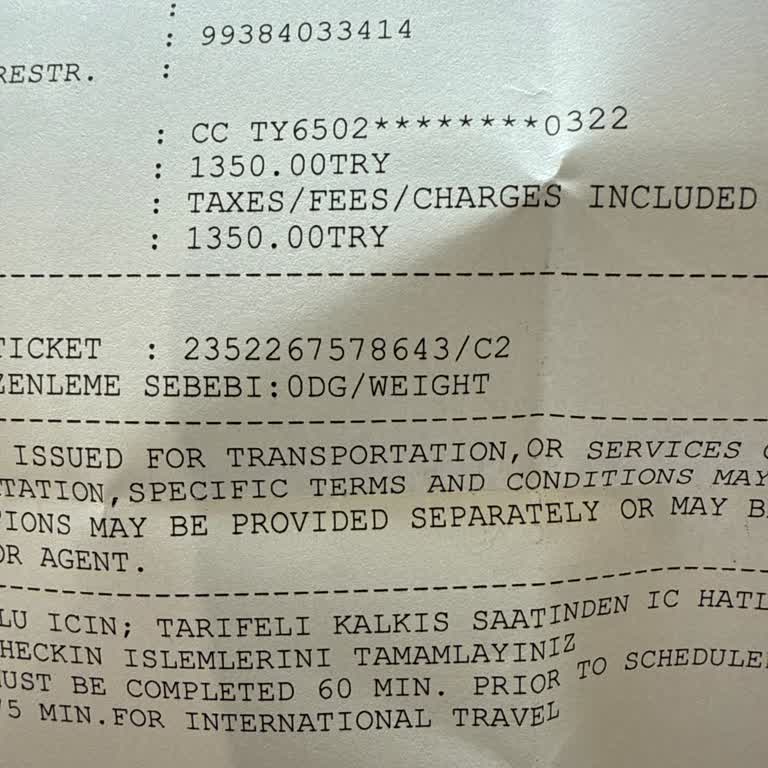 :
: 99384033414
RESTR. :
: CC TY6502********0322
: 1350.00TRY
: TAXES/FEES/CHARGES INCLUDED
: 1350.00TRY
TICKET : 2352267578643/C2
ZENLEME SEBEBI:0DG/WEIGHT
ISSUED FOR TRANSPORTATION,OR SERVICES
TATION,SPECIFIC TERMS AND CONDITIONS MAY
TIONS MAY BE PROVIDED SEPARATELY OR MAY
OR AGENT.
LU ICIN; TARIFELI KALKIS SAATINDEN IC HATL
HECKIN ISLEMLERINI TAMAMLAYINIZ
UST BE COMPLETED 60 MIN. PRIOR TO SCHEDULE
75 MIN.FOR INTERNATIONAL TRAVEL